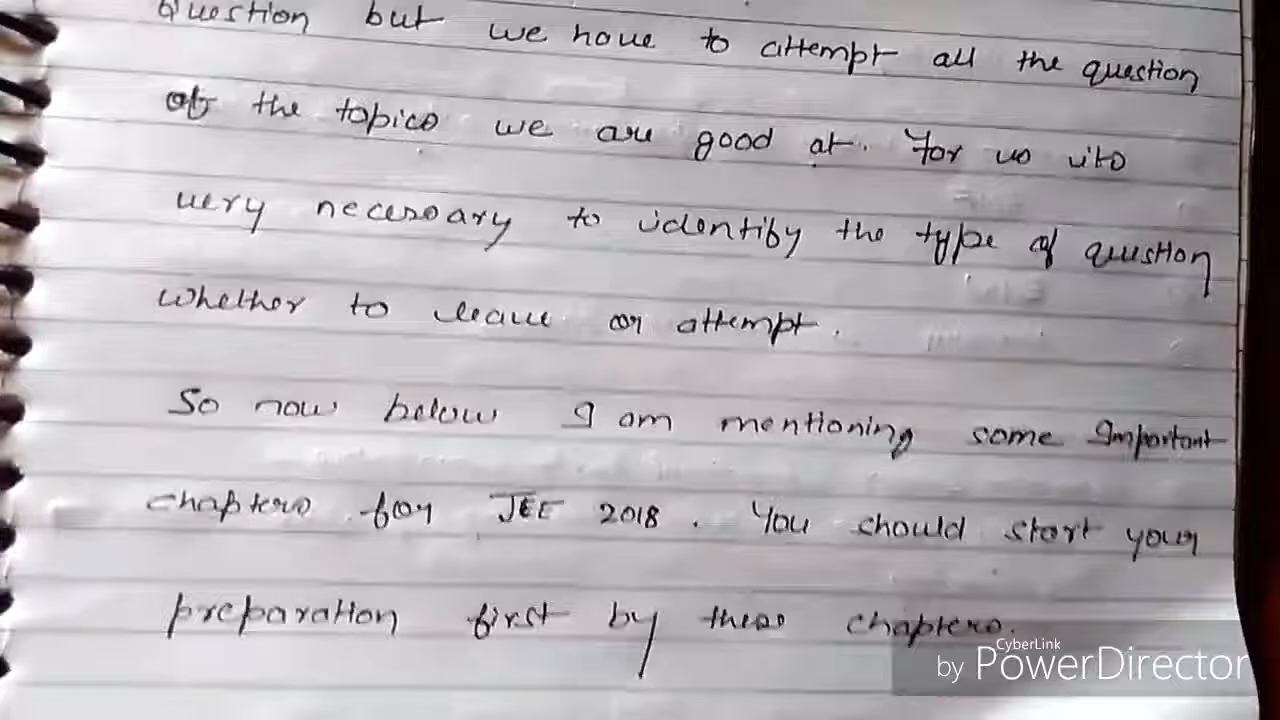 Question but we have to attempt all the question
of the topics we are good at. For us its
very necessary to identify the type of question
whether to leave or attempt.
So now below I am mentioning some Important
chapters for JEE 2018. You should start your
preparation first by these chapters.
CyberLink
by PowerDirector